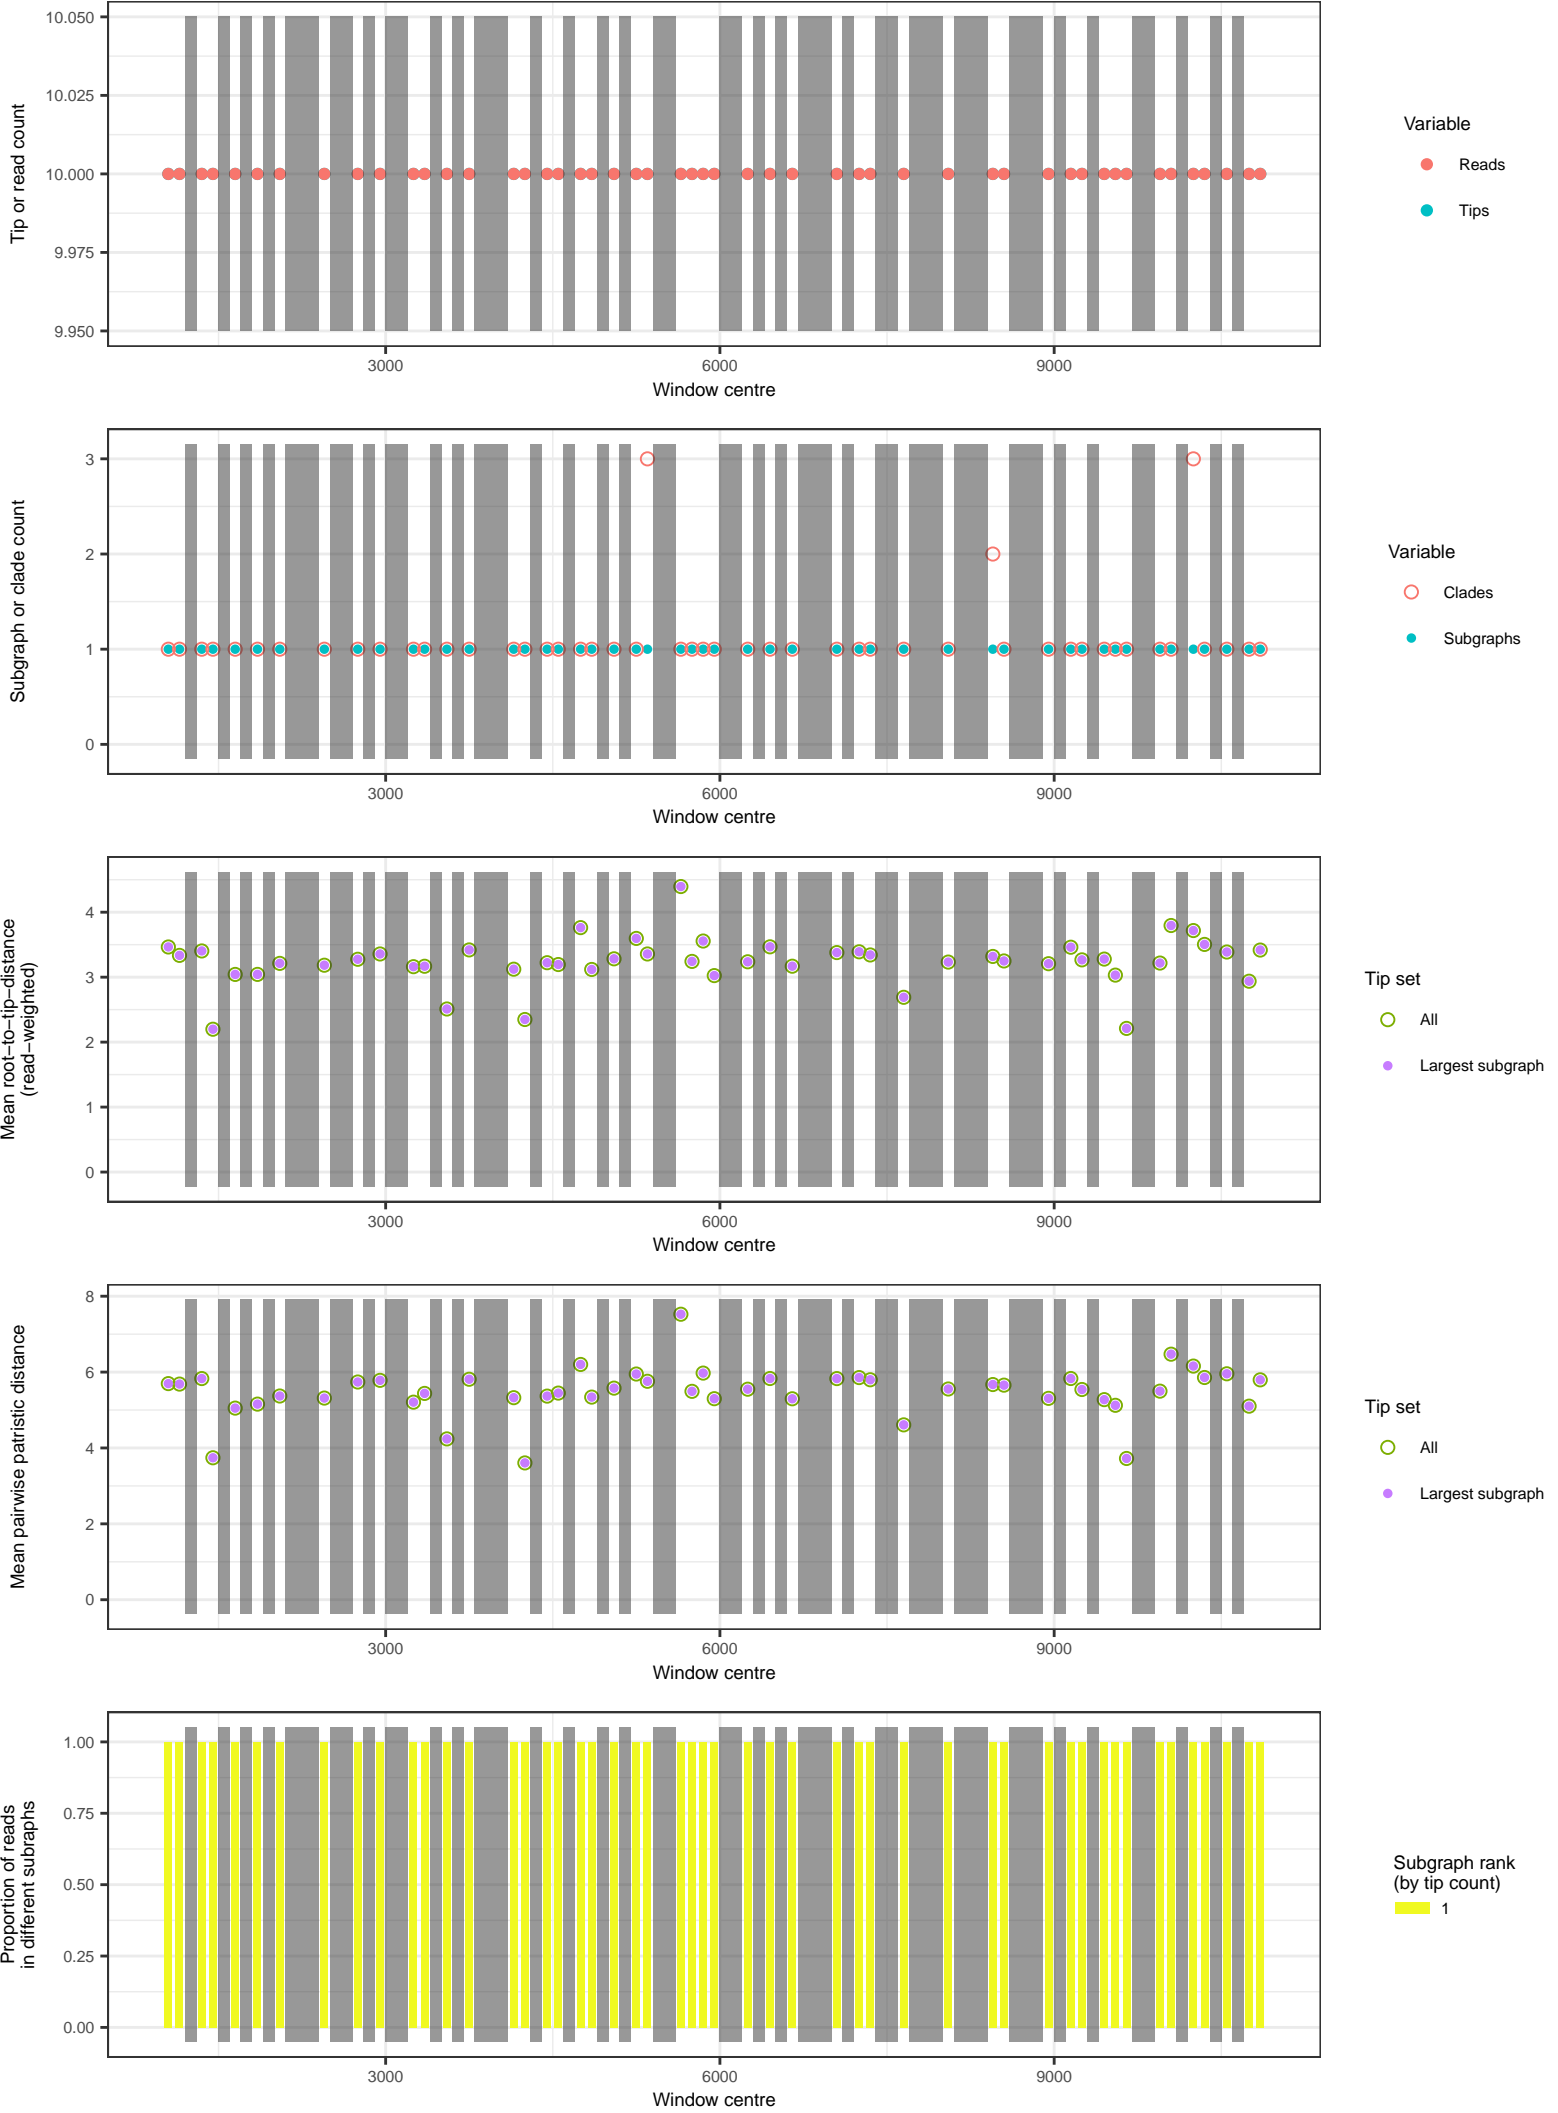 10.050
10.025
10.000
9.975
9.950
Tip or read count
3000
6000
9000
Window centre
Variable
Reads
Tips
3
2
1
0
Subgraph or clade count
3000
6000
9000
Window centre
Variable
Clades
Subgraphs
4
3
2
1
0
Mean root−to−tip−distance
(read−weighted)
3000
6000
9000
Window centre
Tip set
All
Largest subgraph
8
6
4
2
0
Mean pairwise patristic distance
3000
6000
9000
Window centre
Tip set
All
Largest subgraph
1.00
0.75
0.50
0.25
0.00
Proportion of reads
in different subraphs
3000
6000
9000
Window centre
Subgraph rank
(by tip count)
1